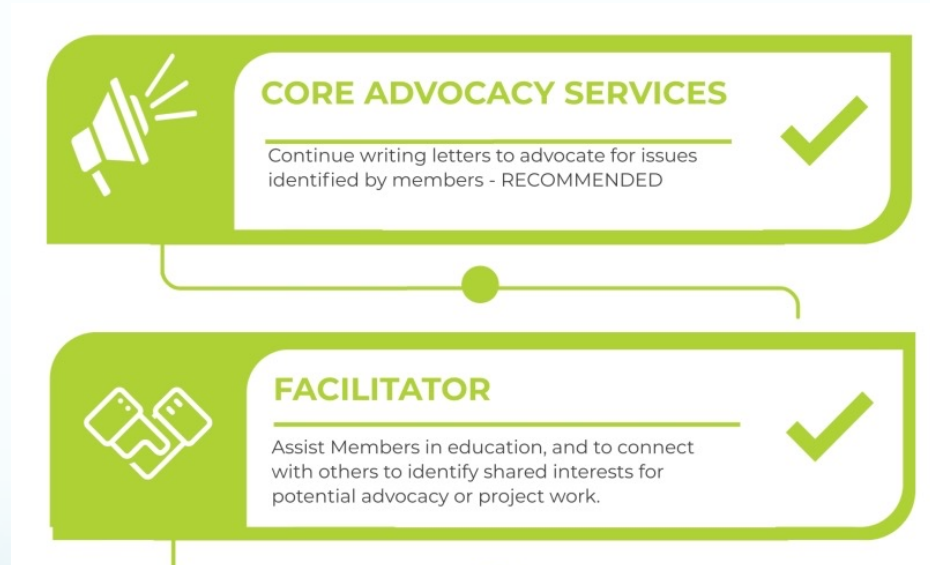 CORE ADVOCACY SERVICES
Continue writing letters to advocate for issues
identified by members - RECOMMENDED
FACILITATOR
Assist Members in education, and to connect
with others to identify shared interests for
potential advocacy or project work.